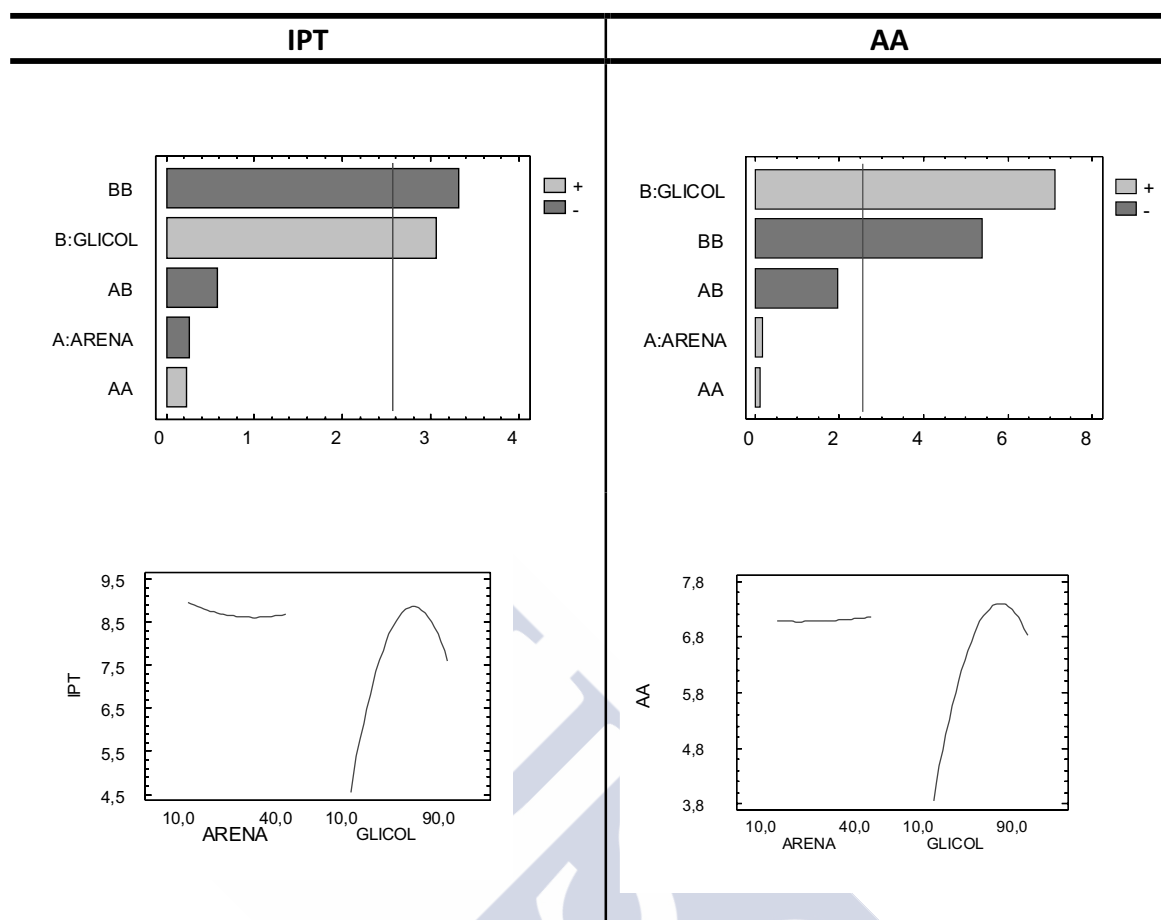 IPT
AA
BB
B:GLICOL
AB
A:ARENA
AA
+
-
0 1 2 3 4
B:GLICOL
BB
AB
A:ARENA
AA
+
-
0 2 4 6 8
IPT
9,5
8,5
7,5
6,5
5,5
4,5
10,0 40,0 10,0 90,0
ARENA GLICOL
AA
7,8
6,8
5,8
4,8
3,8
10,0 40,0 10,0 90,0
ARENA GLICOL